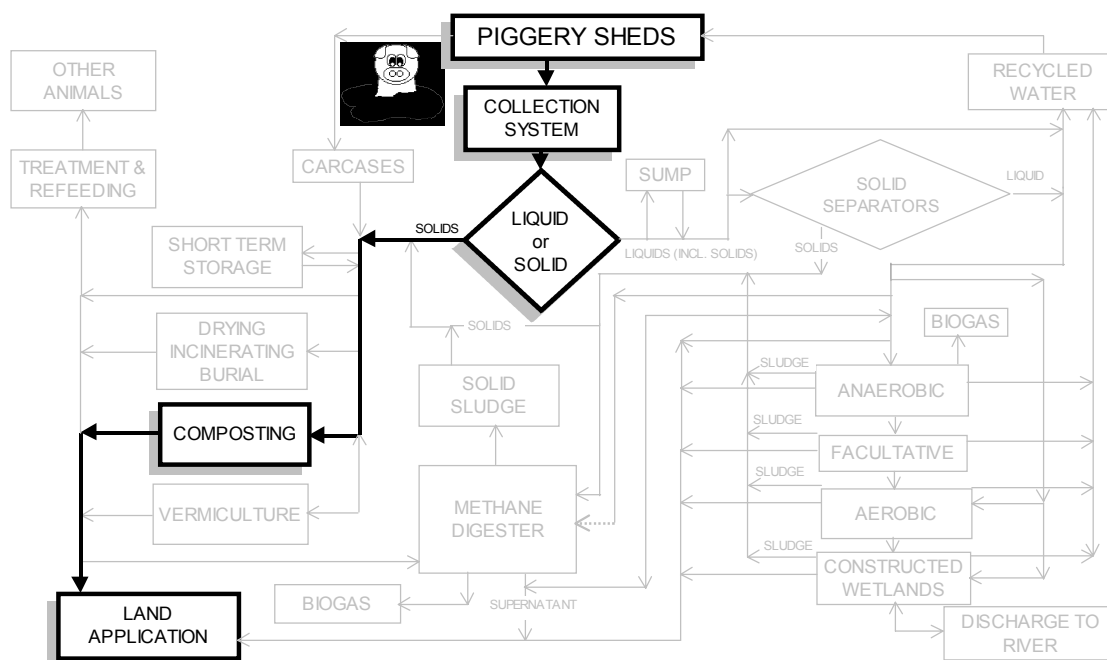 PIGGERY SHEDS
OTHER
ANIMALS
RECYCLED
WATER
COLLECTION
SYSTEM
TREATMENT &
REFEEDING
CARCASES
SUMP
SOLID
SEPARATORS
LIQUID
LIQUID
or
SOLID
SOLIDS
SHORT TERM
STORAGE
LIQUIDS (INCL. SOLIDS)
SOLIDS
SOLIDS
DRYING
INCINERATING
BURIAL
BIOGAS
SOLID
SLUDGE
SLUDGE
ANAEROBIC
COMPOSTING
SLUDGE
FACULTATIVE
SLUDGE
VERMICULTURE
METHANE
DIGESTER
AEROBIC
SLUDGE
CONSTRUCTED
WETLANDS
BIOGAS
SUPERNATANT
LAND
APPLICATION
DISCHARGE TO
RIVER